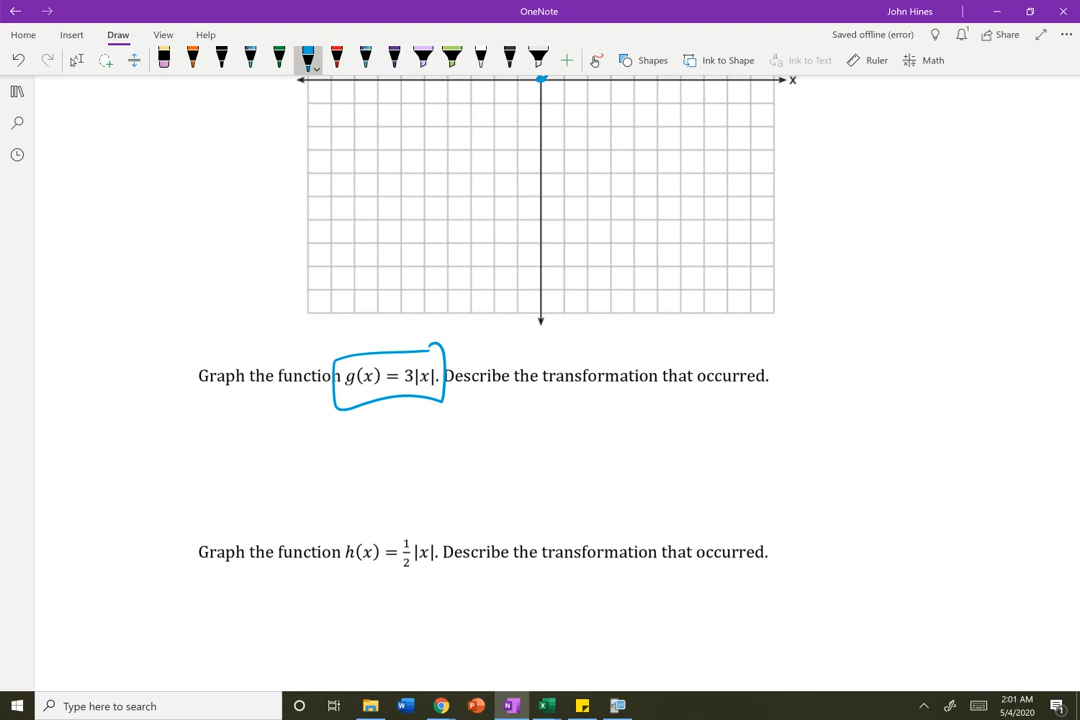 OneNote
John Hines
Home Insert Draw View Help
Saved offline (error)
1
Share
Shapes
Ink to Shape
Ink to Text
Ruler
Math
x
Graph the function g(x) = 3|x|. Describe the transformation that occurred.
Graph the function h(x) = 1/2 |x|. Describe the transformation that occurred.
Type here to search
2:01 AM
5/4/2020
1